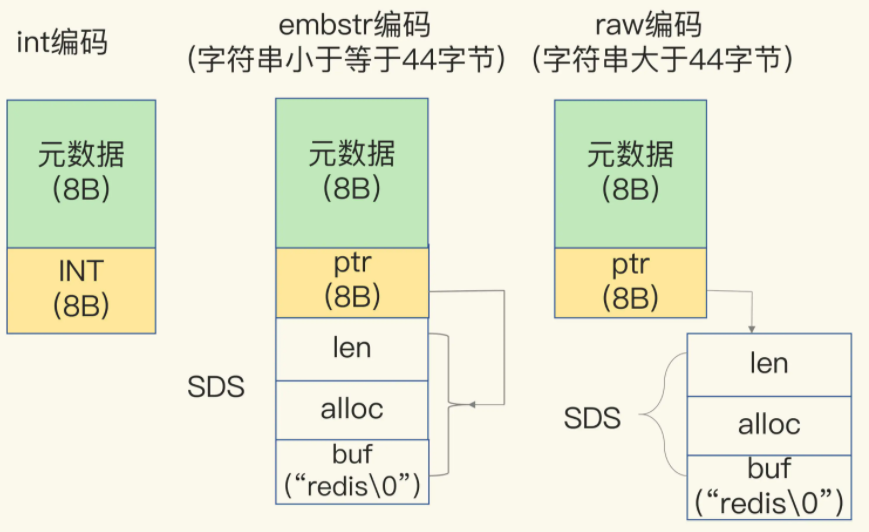 int编码
元数据
(8B)
INT
(8B)
embstr编码
(字符串小于等于44字节)
元数据
(8B)
ptr
(8B)
SDS
len
alloc
buf
(“redis\0”)
raw编码
(字符串大于44字节)
元数据
(8B)
ptr
(8B)
SDS
len
alloc
buf
(“redis\0”)